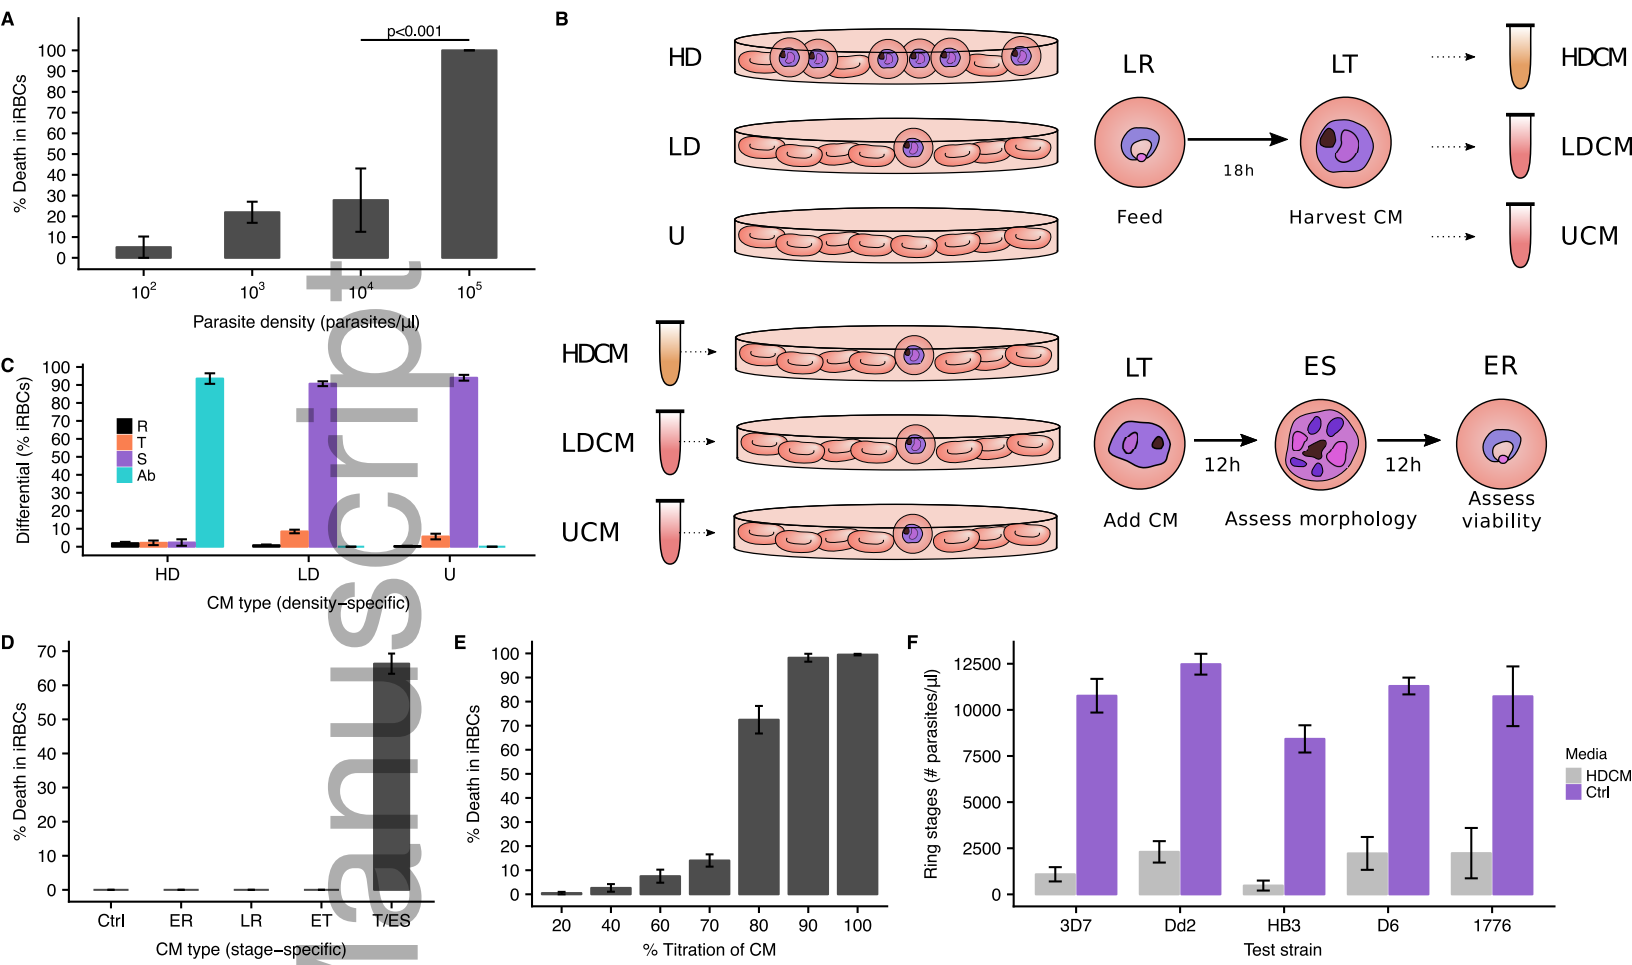 A
p<0.001
100
90
80
70
60
50
40
30
20
10
0
% Death in iRBCs
10²
10³
10⁴
10⁵
Parasite density (parasites/µl)
B
HD
LD
U
LR
LT
18h
Feed
Harvest CM
HDCM
LDCM
UCM
HDCM
LDCM
UCM
LT
ES
ER
12h
12h
Add CM
Assess morphology
Assess
viability
C
100
90
80
70
60
50
40
30
20
10
0
Differential (% iRBCs)
R
T
S
Ab
HD
LD
U
CM type (density–specific)
D
70
60
50
40
30
20
10
0
% Death in iRBCs
Ctrl
ER
LR
ET
T/ES
CM type (stage–specific)
E
100
90
80
70
60
50
40
30
20
10
0
% Death in iRBCs
20
40
60
70
80
90
100
% Titration of CM
F
12500
10000
7500
5000
2500
0
Ring stages (# parasites/µl)
3D7
Dd2
HB3
D6
1776
Test strain
Media
HDCM
Ctrl
manuscript